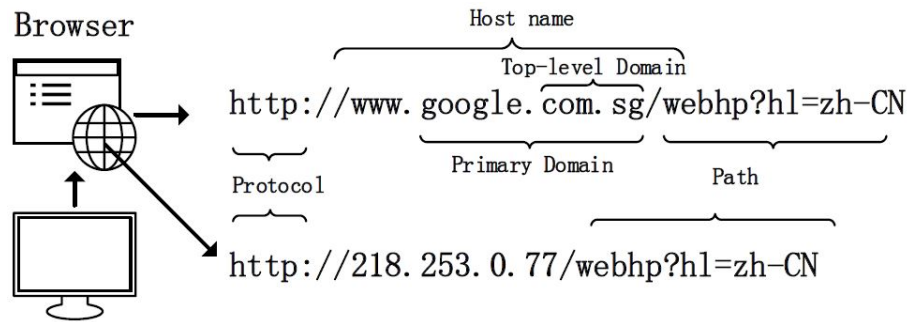 Browser
Host name
Top-level Domain
http://www.google.com.sg/webhp?hl=zh-CN
Primary Domain
Protocol
Path
http://218.253.0.77/webhp?hl=zh-CN